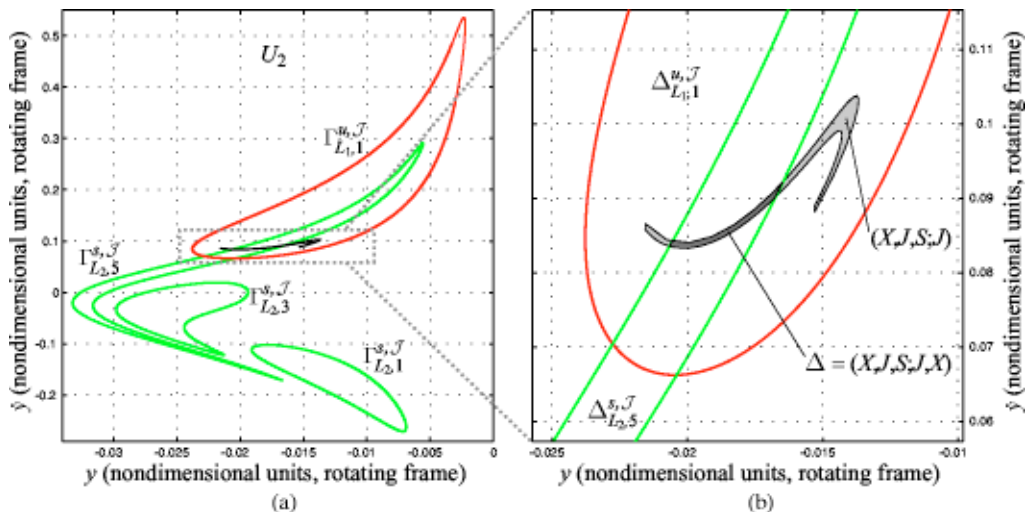 U₂
Γ^{u,𝒥}_{L₁,1}
Γ^{s,𝒥}_{L₂,5}
Γ^{s,𝒥}_{L₂,3}
Γ^{s,𝒥}_{L₂,1}
0.5
0.4
0.3
0.2
0.1
0
-0.1
-0.2
ẏ (nondimensional units, rotating frame)
-0.03
-0.025
-0.02
-0.015
-0.01
-0.005
0
y (nondimensional units, rotating frame)
(a)
Δ^{u,𝒥}_{L₁,1}
(X,J,S;J)
Δ = (X,J,S,J,X)
Δ^{s,𝒥}_{L₂,5}
0.11
0.1
0.09
0.08
0.07
0.06
ẏ (nondimensional units, rotating frame)
-0.025
-0.02
-0.015
-0.01
y (nondimensional units, rotating frame)
(b)